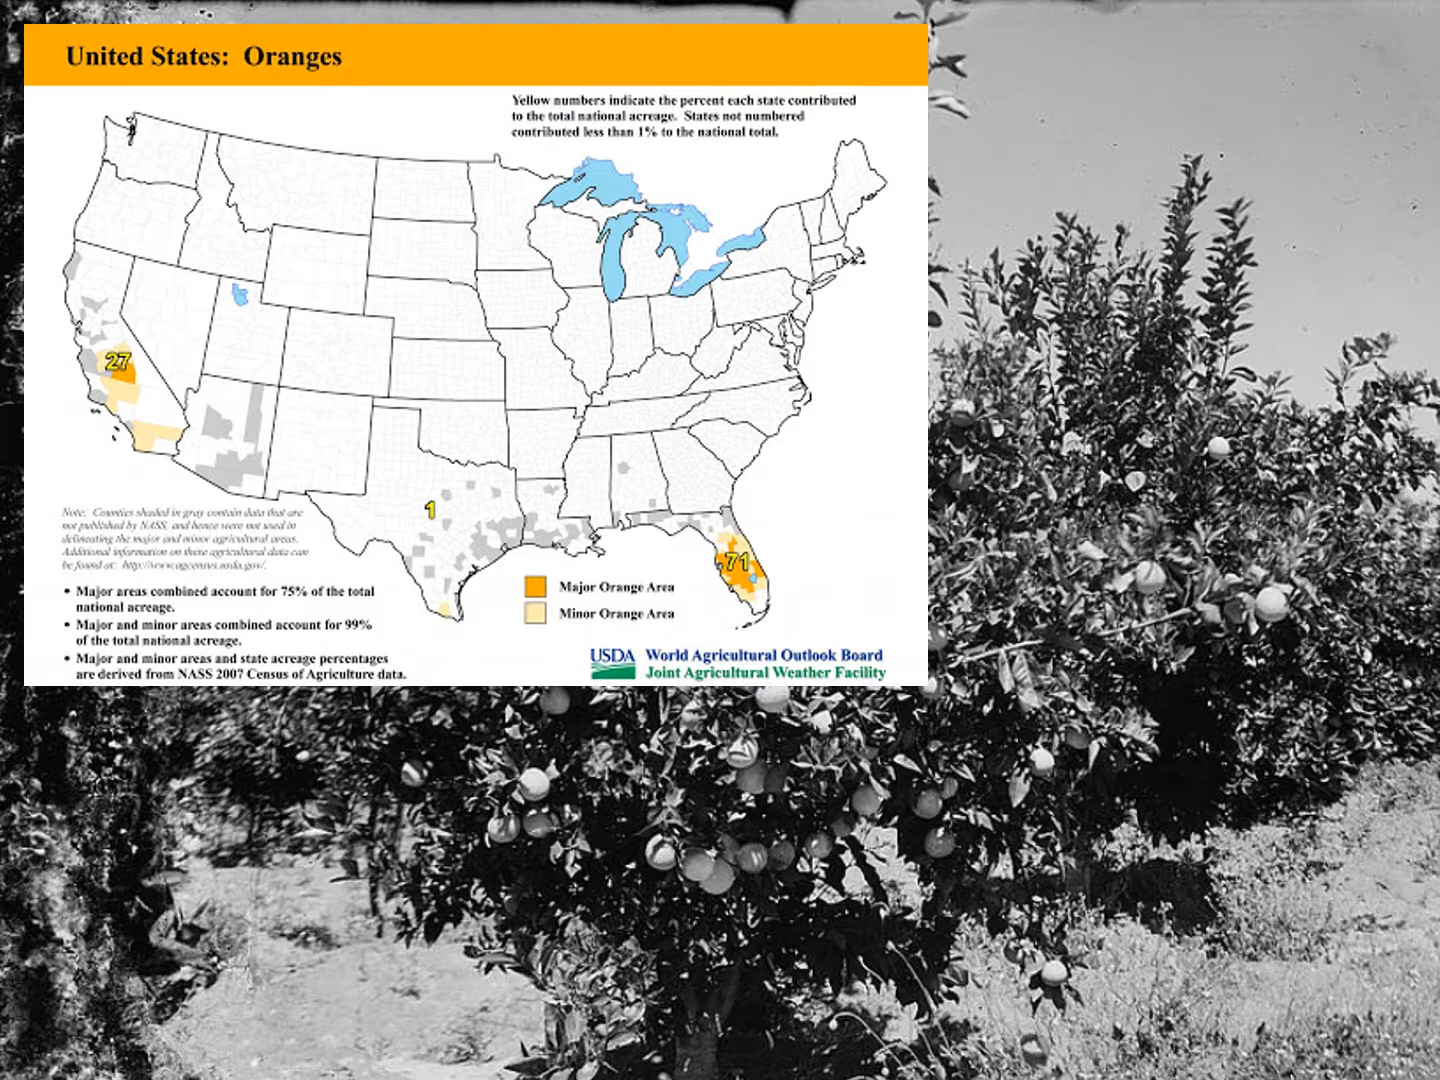 United States:  Oranges
Yellow numbers indicate the percent each state contributed
to the total national acreage.  States not numbered
contributed less than 1% to the national total.
27
1
71
Note:  Counties shaded in gray contain data that are
not published by NASS, and hence were not used in
delineating the major and minor agricultural areas.
Additional information on these agricultural data can
be found at:  http://www.agcensus.usda.gov/.
• Major areas combined account for 75% of the total
national acreage.
• Major and minor areas combined account for 99%
of the total national acreage.
• Major and minor areas and state acreage percentages
are derived from NASS 2007 Census of Agriculture data.
Major Orange Area
Minor Orange Area
USDA
World Agricultural Outlook Board
Joint Agricultural Weather Facility